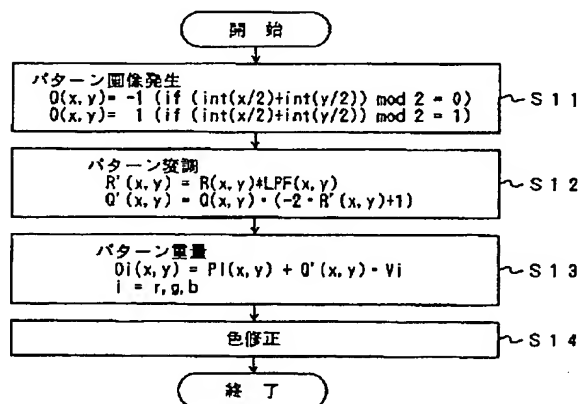 開 始
パターン画像発生
Q(x,y)= -1 (if (int(x/2)+int(y/2)) mod 2 = 0)
Q(x,y)= 1 (if (int(x/2)+int(y/2)) mod 2 = 1)
S11
パターン変調
R'(x,y) = R(x,y)*LPF(x,y)
Q'(x,y) = Q(x,y)・(-2・R'(x,y)+1)
S12
パターン重量
Oi(x,y) = Pi(x,y) + Q'(x,y)・Vi
i = r,g,b
S13
色修正
S14
終 了